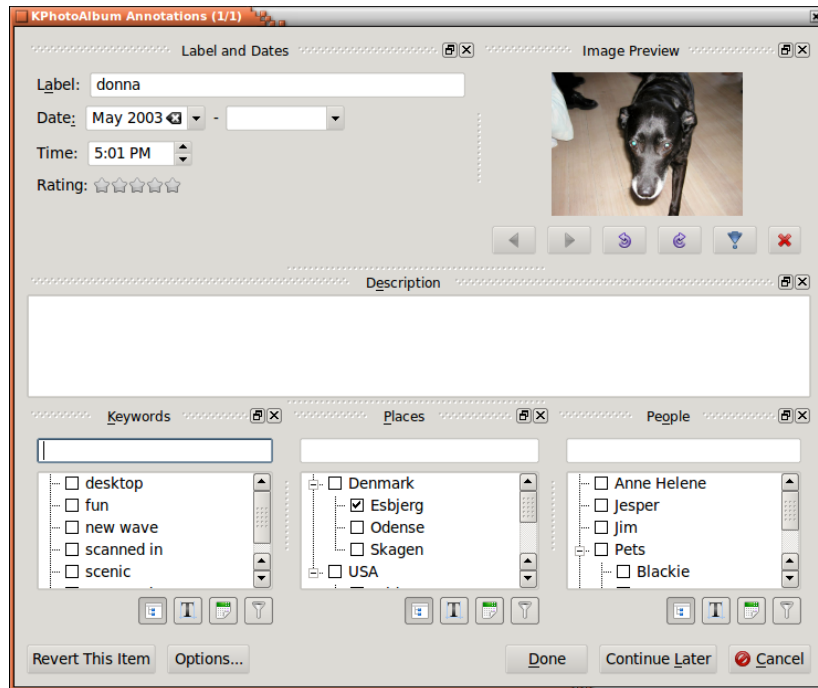 KPhotoAlbum Annotations (1/1)
Label and Dates
Image Preview
Label: donna
Date: May 2003 -
Time: 5:01 PM
Rating:
Description
Keywords
Places
People
desktop
fun
new wave
scanned in
scenic
Denmark
Esbjerg
Odense
Skagen
USA
Anne Helene
Jesper
Jim
Pets
Blackie
T
T
T
Revert This Item
Options...
Done
Continue Later
Cancel